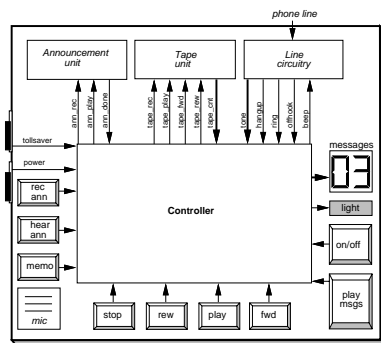 phone line
Announcement
unit
Tape
unit
Line
circuitry
ann_rec
ann_play
ann_done
tape_rec
tape_play
tape_fwd
tape_rew
tape_cnt
tone
hangup
ring
offhook
beep
tollsaver
power
rec
ann
hear
ann
memo
mic
Controller
messages
03
light
on/off
play
msgs
stop
rew
play
fwd